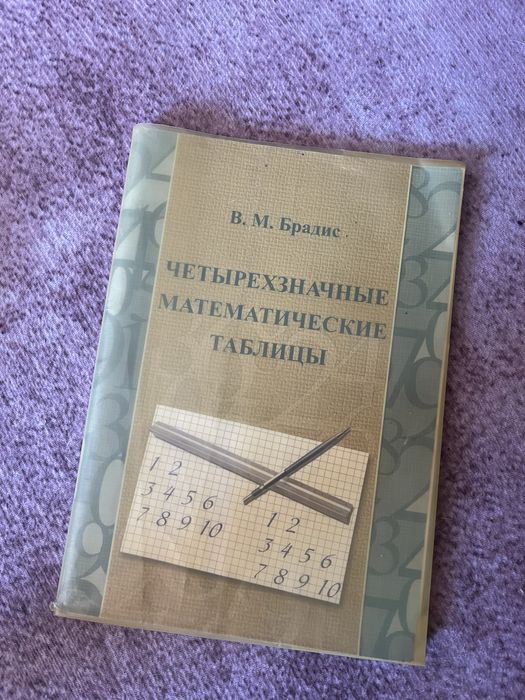 В. М. Брадис
ЧЕТЫРЕХЗНАЧНЫЕ
МАТЕМАТИЧЕСКИЕ
ТАБЛИЦЫ
1 2
3 4 5 6
7 8 9 10
1 2
3 4 5 6
7 8 9 10